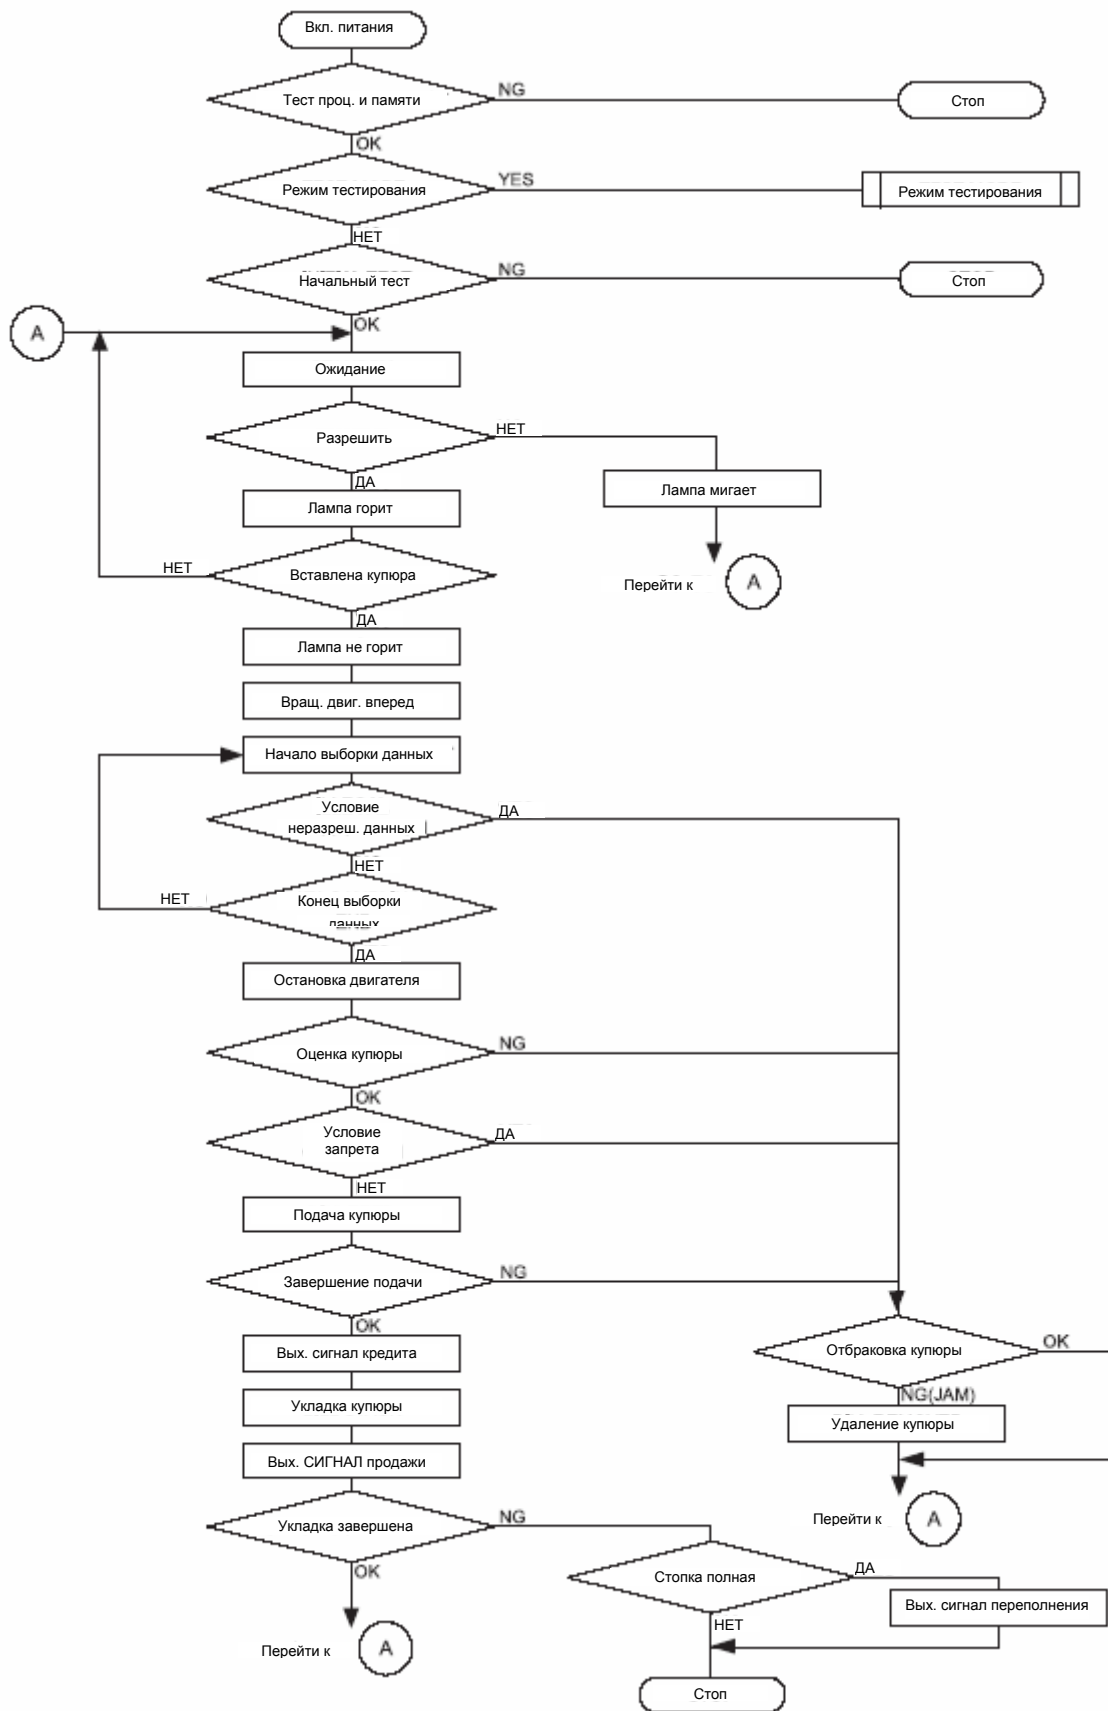 Вкл. питания
Тест проц. и памяти
NG
Стоп
OK
Режим тестирования
YES
Режим тестирования
НЕТ
Начальный тест
NG
Стоп
OK
A
Ожидание
Разрешить
НЕТ
ДА
Лампа мигает
Лампа горит
НЕТ
Вставлена купюра
Перейти к
A
ДА
Лампа не горит
Вращ. двиг. вперед
Начало выборки данных
Условие
неразреш. данных
ДА
НЕТ
НЕТ
Конец выборки
данных
ДА
Остановка двигателя
Оценка купюры
NG
OK
Условие
запрета
ДА
НЕТ
Подача купюры
Завершение подачи
NG
OK
Вых. сигнал кредита
Отбраковка купюры
OK
NG(JAM)
Укладка купюры
Удаление купюры
Вых. СИГНАЛ продажи
Перейти к
A
Укладка завершена
NG
OK
Стопка полная
ДА
Вых. сигнал переполнения
НЕТ
Перейти к
A
Стоп